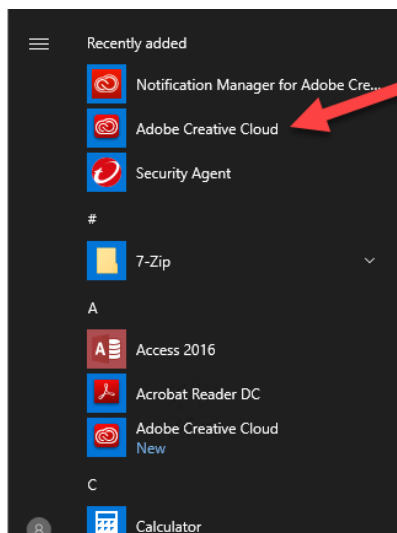 Recently added
Notification Manager for Adobe Cre...
Adobe Creative Cloud
Security Agent
#
7-Zip
A
Access 2016
Acrobat Reader DC
Adobe Creative Cloud
New
C
Calculator